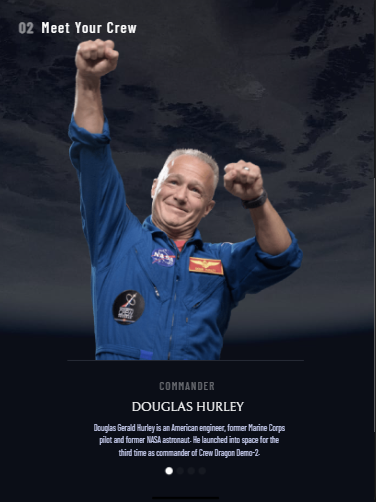 02 Meet Your Crew
NASA
COMMANDER
DOUGLAS HURLEY
Douglas Gerald Hurley is an American engineer, former Marine Corps
pilot and former NASA astronaut. He launched into space for the
third time as commander of Crew Dragon Demo-2.